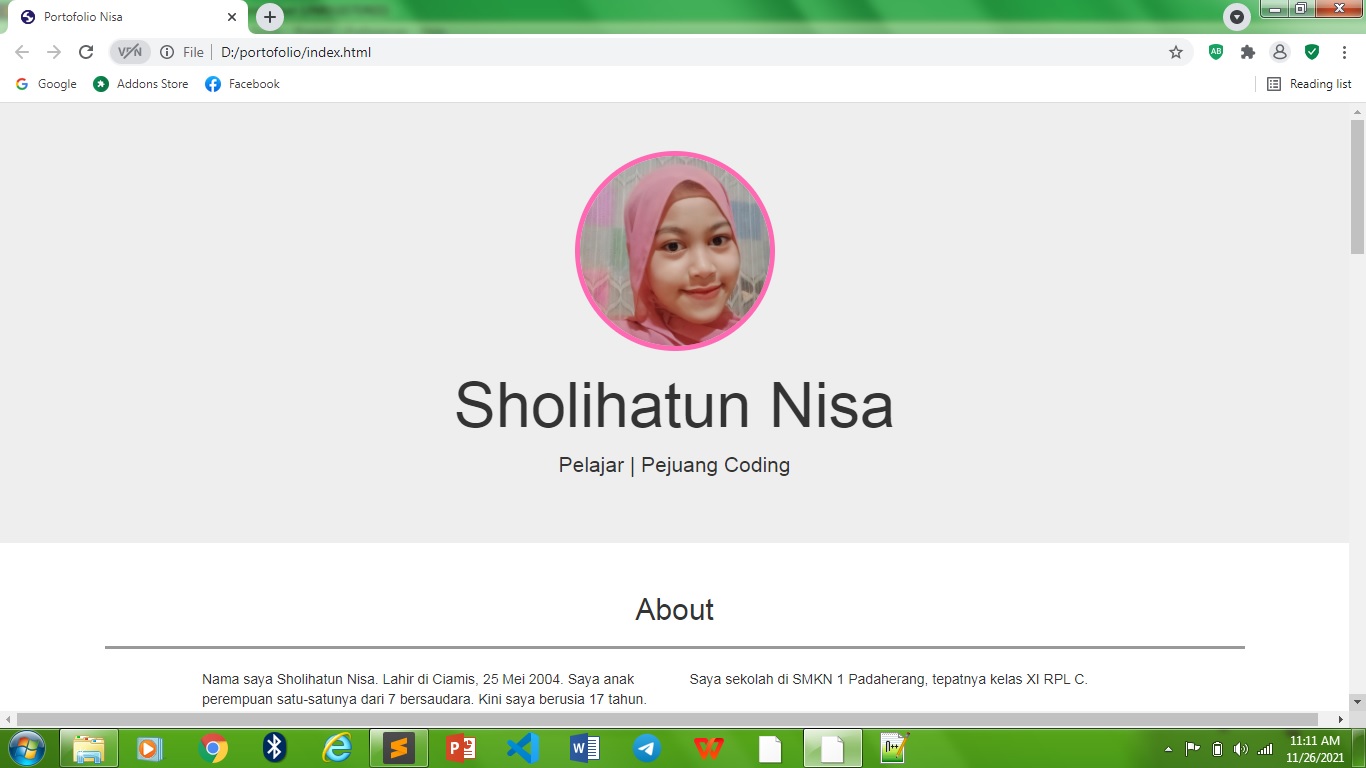 Portofolio Nisa
VPN
File
D:/portofolio/index.html
AB
Google
Addons Store
Facebook
Reading list
Sholihatun Nisa
Pelajar | Pejuang Coding
About
Nama saya Sholihatun Nisa. Lahir di Ciamis, 25 Mei 2004. Saya anak
perempuan satu-satunya dari 7 bersaudara. Kini saya berusia 17 tahun.
Saya sekolah di SMKN 1 Padaherang, tepatnya kelas XI RPL C.
11:11 AM
11/26/2021